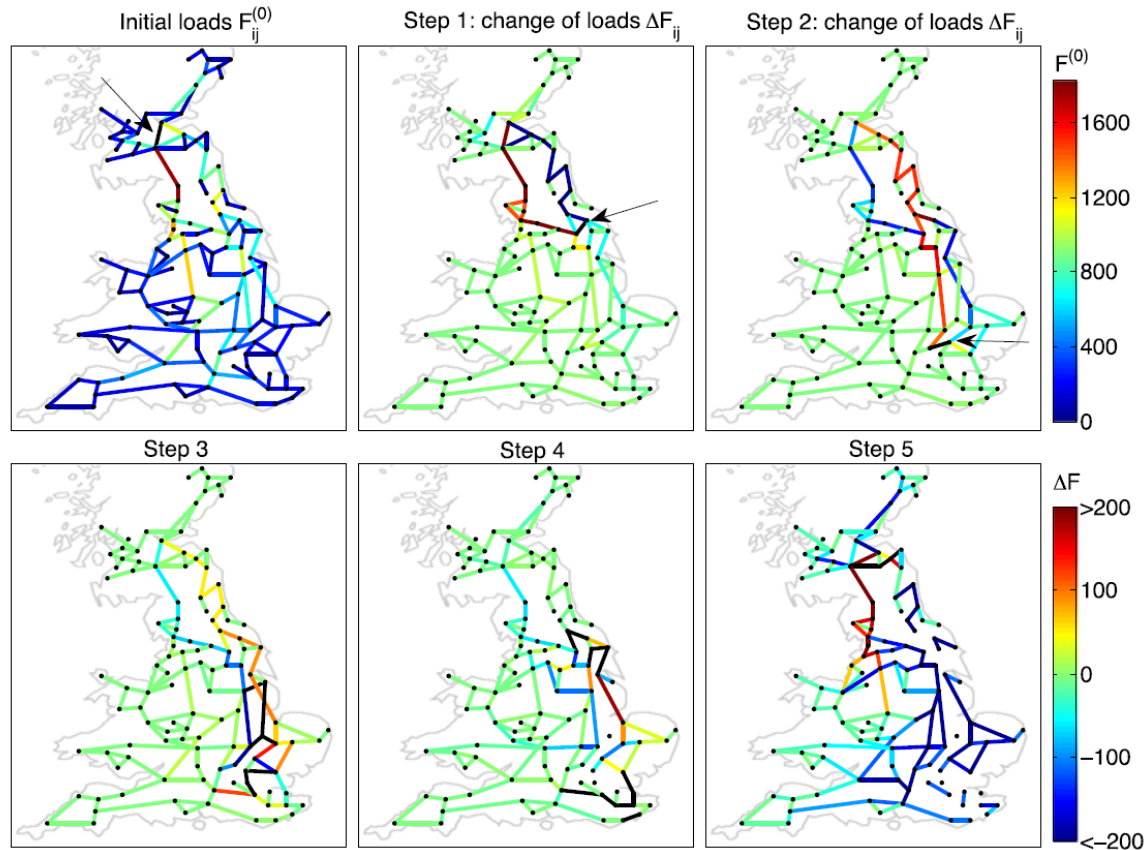 Initial loads F_ij^(0)
Step 1: change of loads ΔF_ij
Step 2: change of loads ΔF_ij
F^(0)
1600
1200
800
400
0
Step 3
Step 4
Step 5
ΔF
>200
100
0
−100
<−200